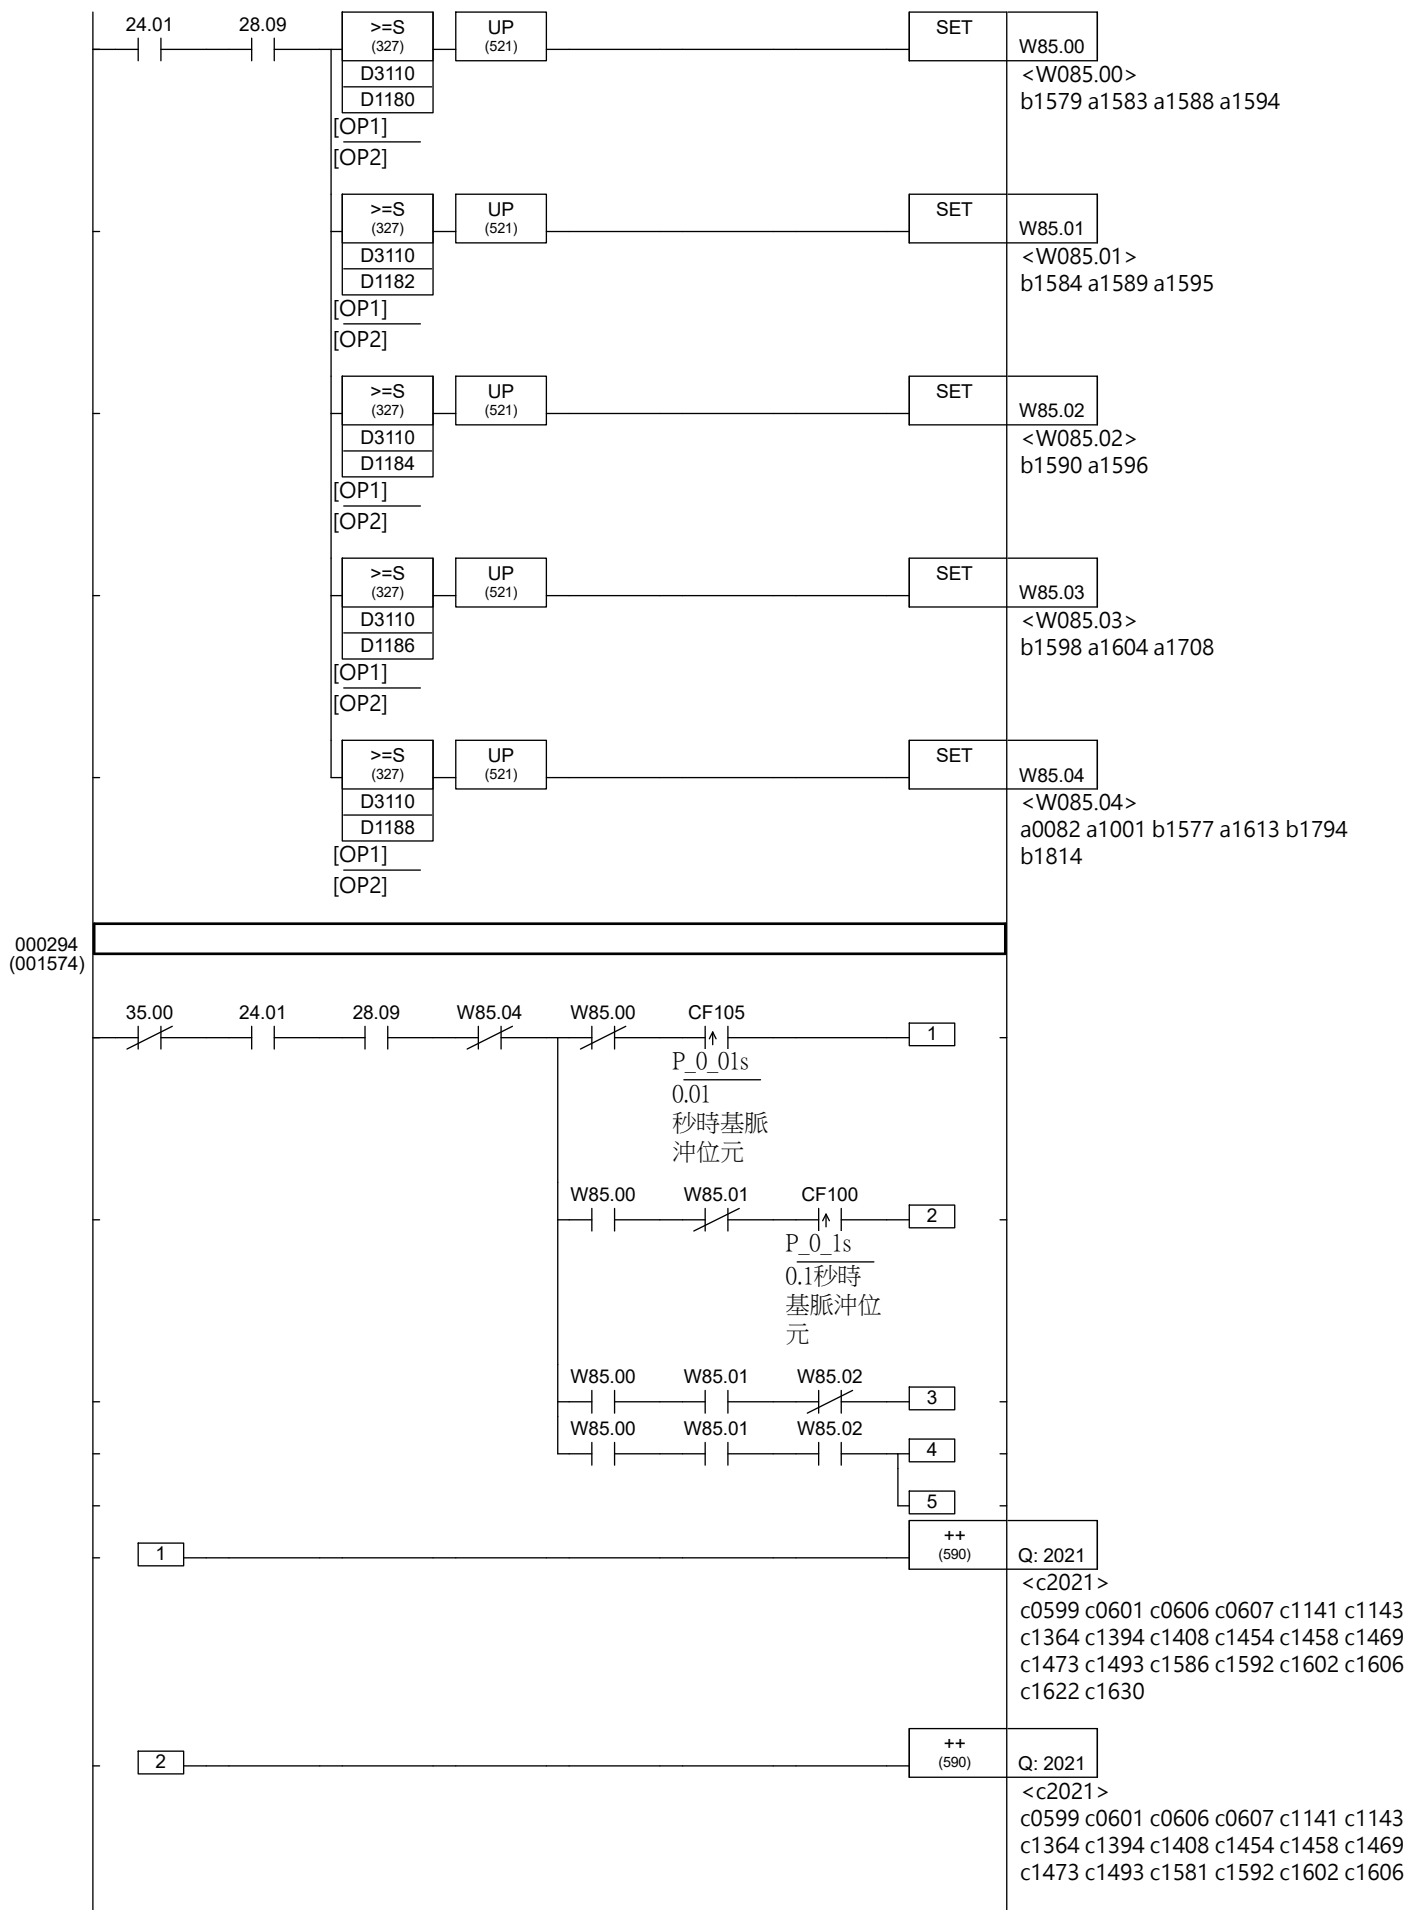 24.01 28.09 >=S UP SET
(327) (521) W85.00
D3110 <W085.00>
D1180 b1579 a1583 a1588 a1594
[OP1]
[OP2]
>=S UP SET
(327) (521) W85.01
D3110 <W085.01>
D1182 b1584 a1589 a1595
[OP1]
[OP2]
>=S UP SET
(327) (521) W85.02
D3110 <W085.02>
D1184 b1590 a1596
[OP1]
[OP2]
>=S UP SET
(327) (521) W85.03
D3110 <W085.03>
D1186 b1598 a1604 a1708
[OP1]
[OP2]
>=S UP SET
(327) (521) W85.04
D3110 <W085.04>
D1188 a0082 a1001 b1577 a1613 b1794
[OP1] b1814
[OP2]
000294
(001574)
35.00 24.01 28.09 W85.04 W85.00 CF105
1
P_0_01s
0.01
秒時基脈
沖位元
W85.00 W85.01 CF100
2
P_0_1s
0.1秒時
基脈沖位
元
W85.00 W85.01 W85.02
3
W85.00 W85.01 W85.02
4
5
++
1 (590) Q: 2021
<c2021>
c0599 c0601 c0606 c0607 c1141 c1143
c1364 c1394 c1408 c1454 c1458 c1469
c1473 c1493 c1586 c1592 c1602 c1606
c1622 c1630
++
2 (590) Q: 2021
<c2021>
c0599 c0601 c0606 c0607 c1141 c1143
c1364 c1394 c1408 c1454 c1458 c1469
c1473 c1493 c1581 c1592 c1602 c1606